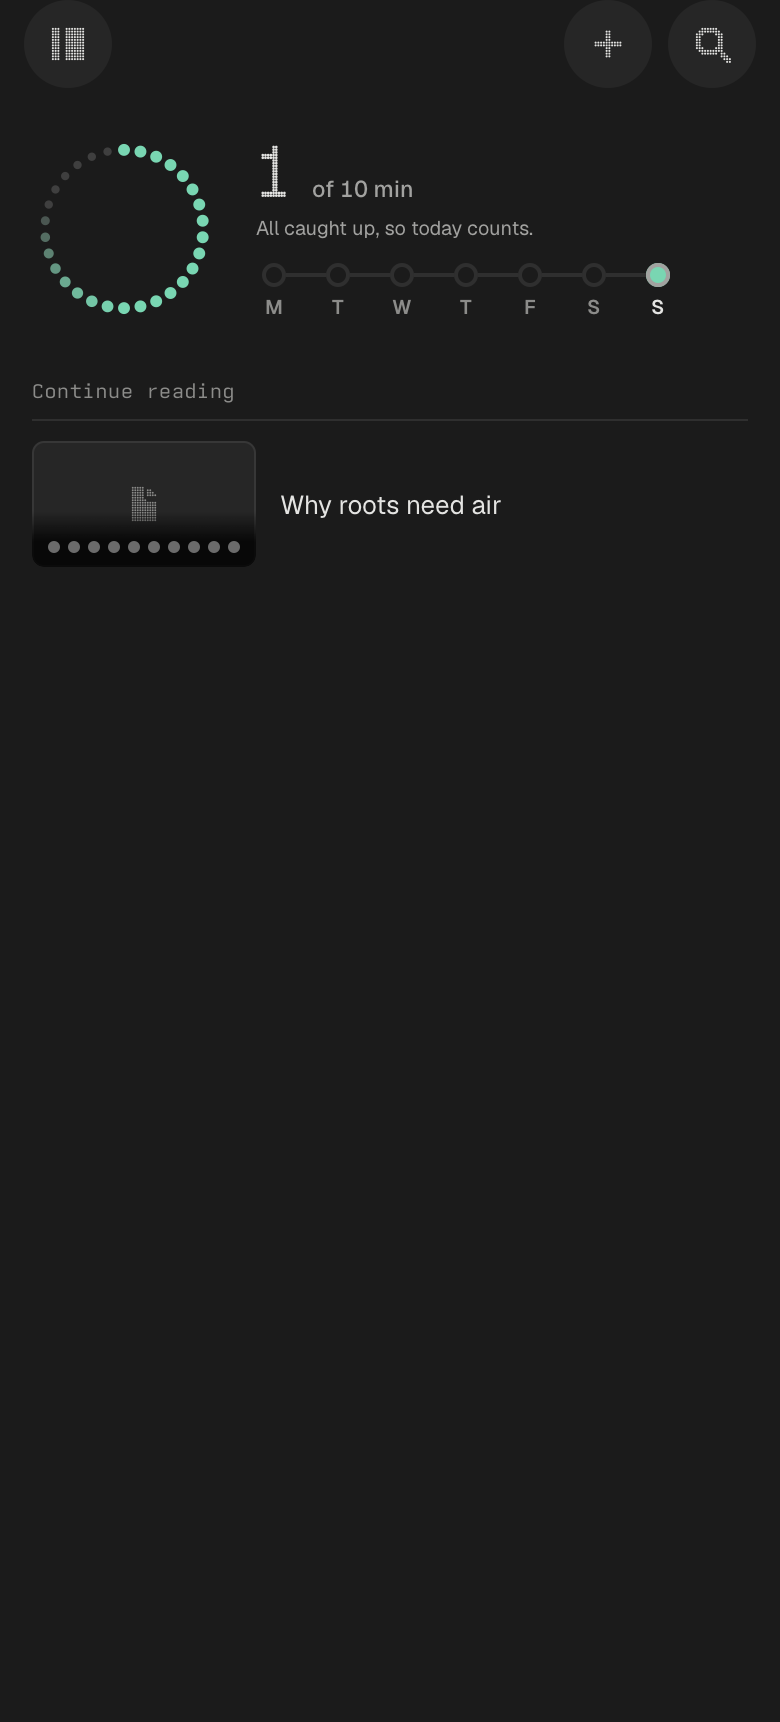 1 of 10 min
All caught up, so today counts.
M T W T F S S
Continue reading
Why roots need air